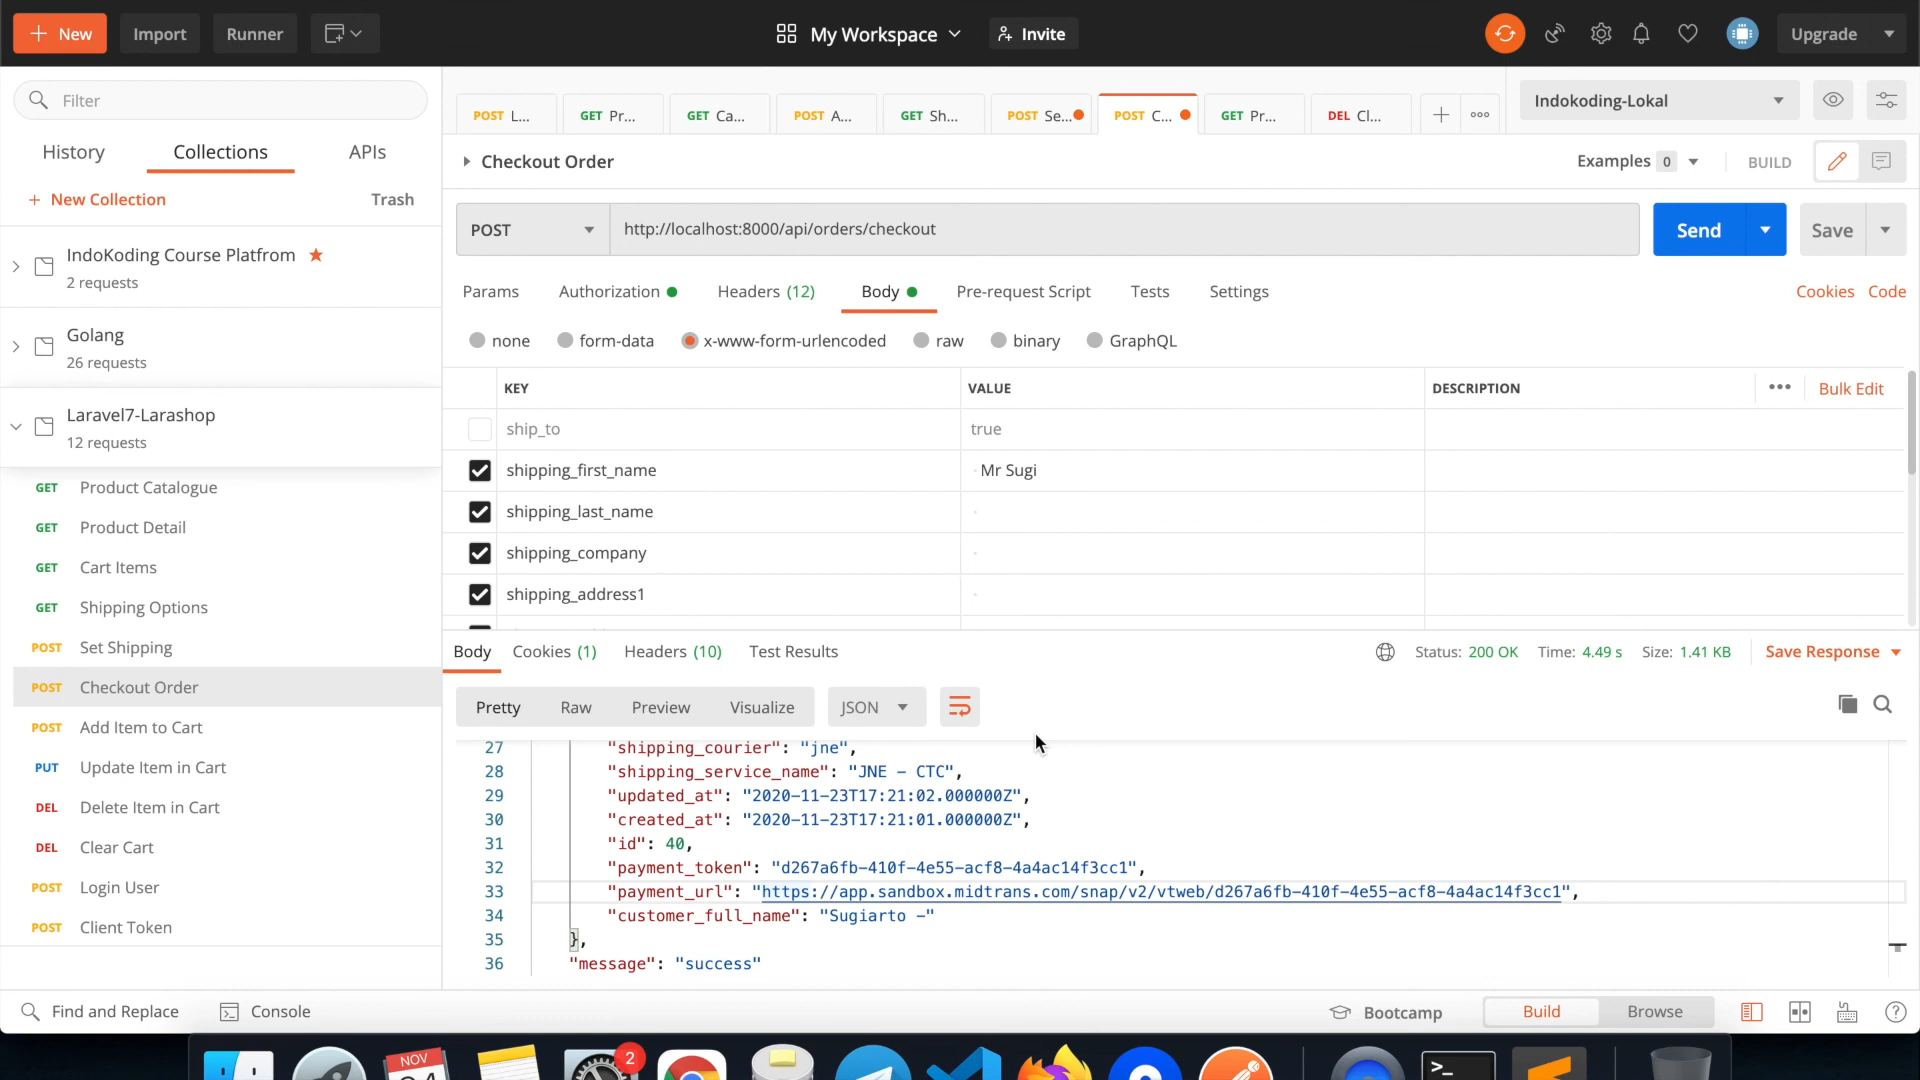 New
Import
Runner
My Workspace
Invite
Upgrade
Filter
History
Collections
APIs
+ New Collection
Trash
IndoKoding Course Platfrom
2 requests
Golang
26 requests
Laravel7-Larashop
12 requests
GET Product Catalogue
GET Product Detail
GET Cart Items
GET Shipping Options
POST Set Shipping
POST Checkout Order
POST Add Item to Cart
PUT Update Item in Cart
DEL Delete Item in Cart
DEL Clear Cart
POST Login User
POST Client Token
POST L...
GET Pr...
GET Ca...
POST A...
GET Sh...
POST Se...
POST C...
GET Pr...
DEL Cl...
Indokoding-Lokal
Checkout Order
Examples 0
BUILD
POST
http://localhost:8000/api/orders/checkout
Send
Save
Params
Authorization
Headers (12)
Body
Pre-request Script
Tests
Settings
Cookies
Code
none
form-data
x-www-form-urlencoded
raw
binary
GraphQL
KEY
VALUE
DESCRIPTION
Bulk Edit
ship_to
true
shipping_first_name
Mr Sugi
shipping_last_name
shipping_company
shipping_address1
Body
Cookies (1)
Headers (10)
Test Results
Status: 200 OK
Time: 4.49 s
Size: 1.41 KB
Save Response
Pretty
Raw
Preview
Visualize
JSON
27 "shipping_courier": "jne",
28 "shipping_service_name": "JNE - CTC",
29 "updated_at": "2020-11-23T17:21:02.000000Z",
30 "created_at": "2020-11-23T17:21:01.000000Z",
31 "id": 40,
32 "payment_token": "d267a6fb-410f-4e55-acf8-4a4ac14f3cc1",
33 "payment_url": "https://app.sandbox.midtrans.com/snap/v2/vtweb/d267a6fb-410f-4e55-acf8-4a4ac14f3cc1",
34 "customer_full_name": "Sugiarto -"
35 },
36 "message": "success"
Find and Replace
Console
Bootcamp
Build
Browse
NOV
2